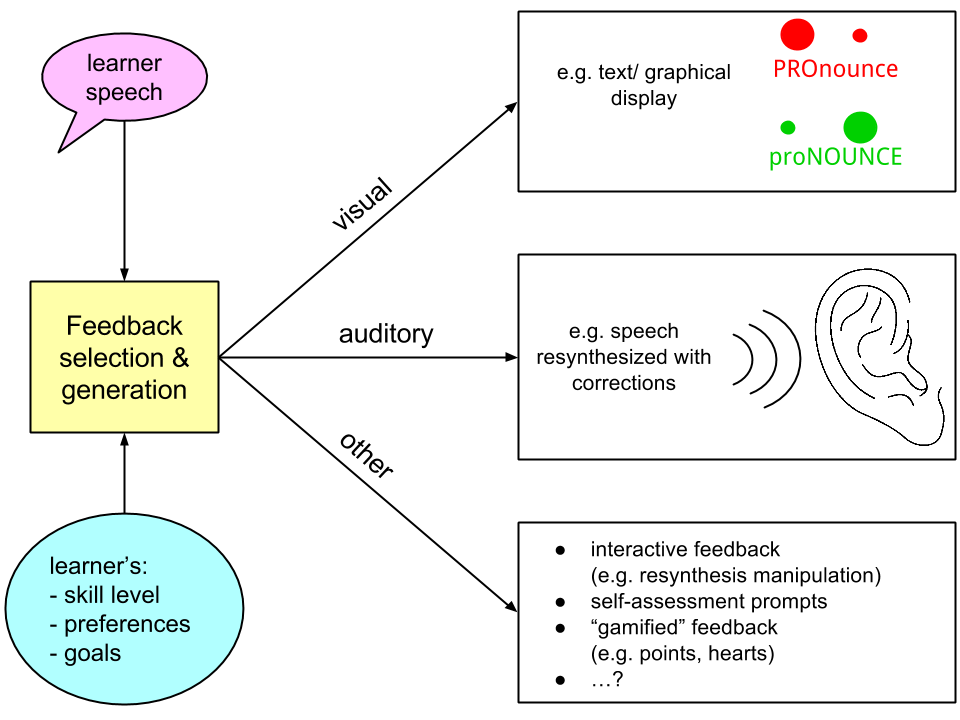 learner
speech
Feedback
selection &
generation
learner’s:
- skill level
- preferences
- goals
visual
auditory
other
e.g. text/ graphical
display
PROnounce
proNOUNCE
e.g. speech
resynthesized with
corrections
● interactive feedback
(e.g. resynthesis manipulation)
● self-assessment prompts
● “gamified” feedback
(e.g. points, hearts)
● …?